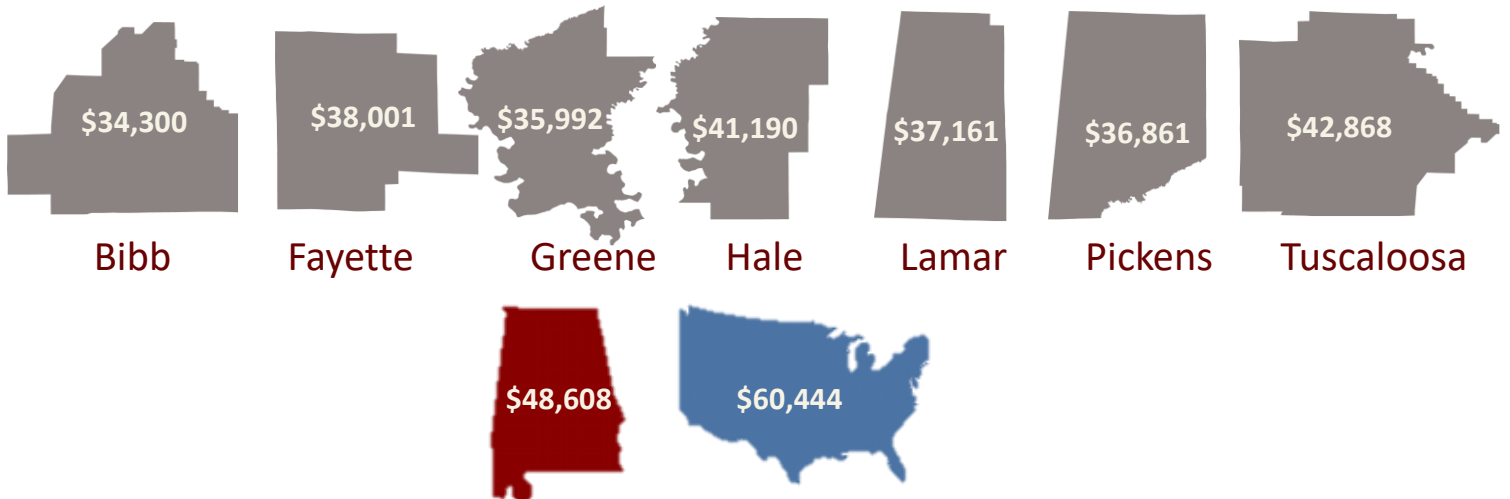 $34,300 $38,001 $35,992 $41,190 $37,161 $36,861 $42,868
Bibb Fayette Greene Hale Lamar Pickens Tuscaloosa
$48,608 $60,444